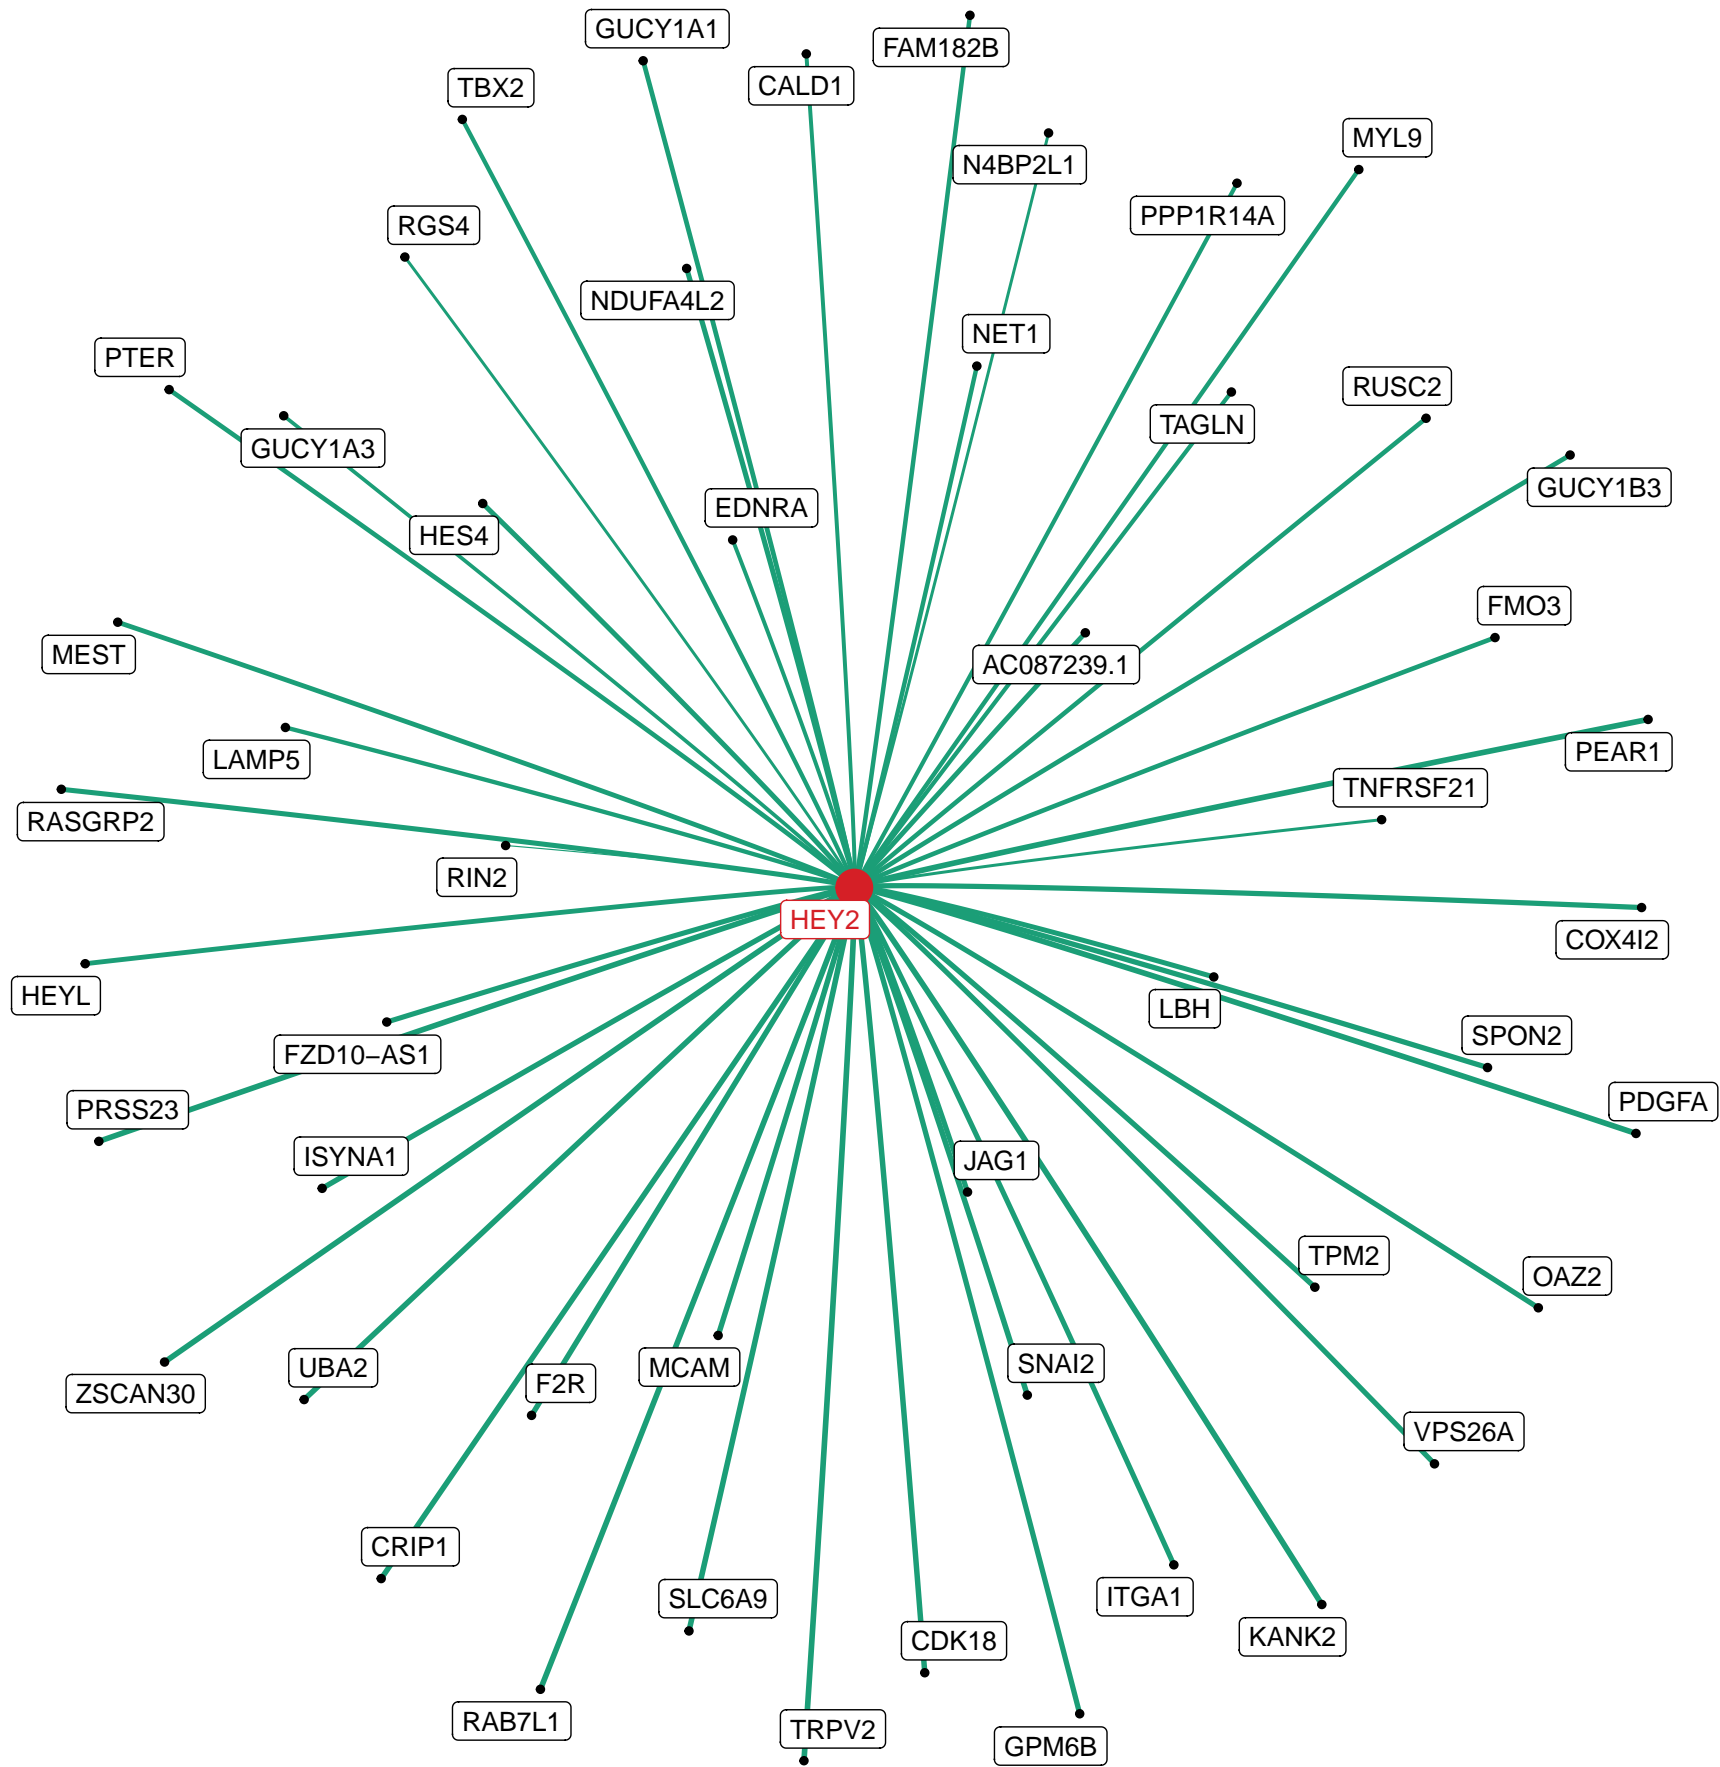 GUCY1A1
FAM182B
CALD1
TBX2
MYL9
N4BP2L1
PPP1R14A
RGS4
NDUFA4L2
NET1
PTER
RUSC2
TAGLN
GUCY1A3
GUCY1B3
EDNRA
HES4
FMO3
MEST
AC087239.1
PEAR1
LAMP5
TNFRSF21
RASGRP2
RIN2
HEY2
COX4I2
HEYL
LBH
SPON2
FZD10−AS1
PDGFA
PRSS23
ISYNA1
JAG1
TPM2
OAZ2
SNAI2
UBA2
MCAM
F2R
ZSCAN30
VPS26A
CRIP1
ITGA1
SLC6A9
KANK2
CDK18
RAB7L1
TRPV2
GPM6B